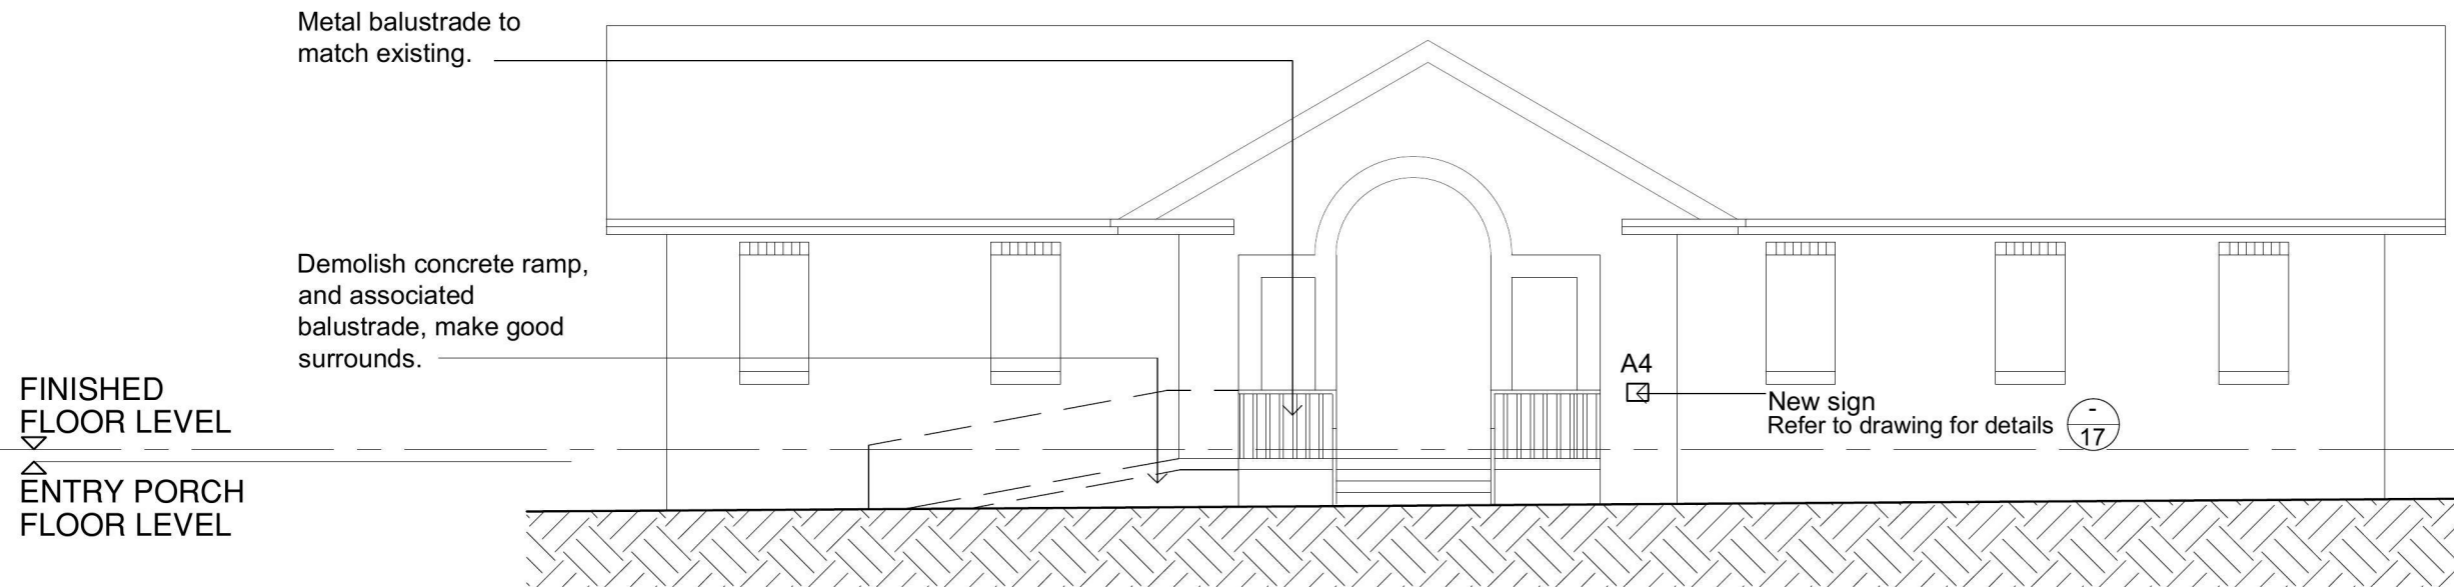 Metal balustrade to
match existing.
Demolish concrete ramp,
and associated
balustrade, make good
surrounds.
FINISHED
FLOOR LEVEL
ENTRY PORCH
FLOOR LEVEL
A4
New sign
Refer to drawing for details
-
17